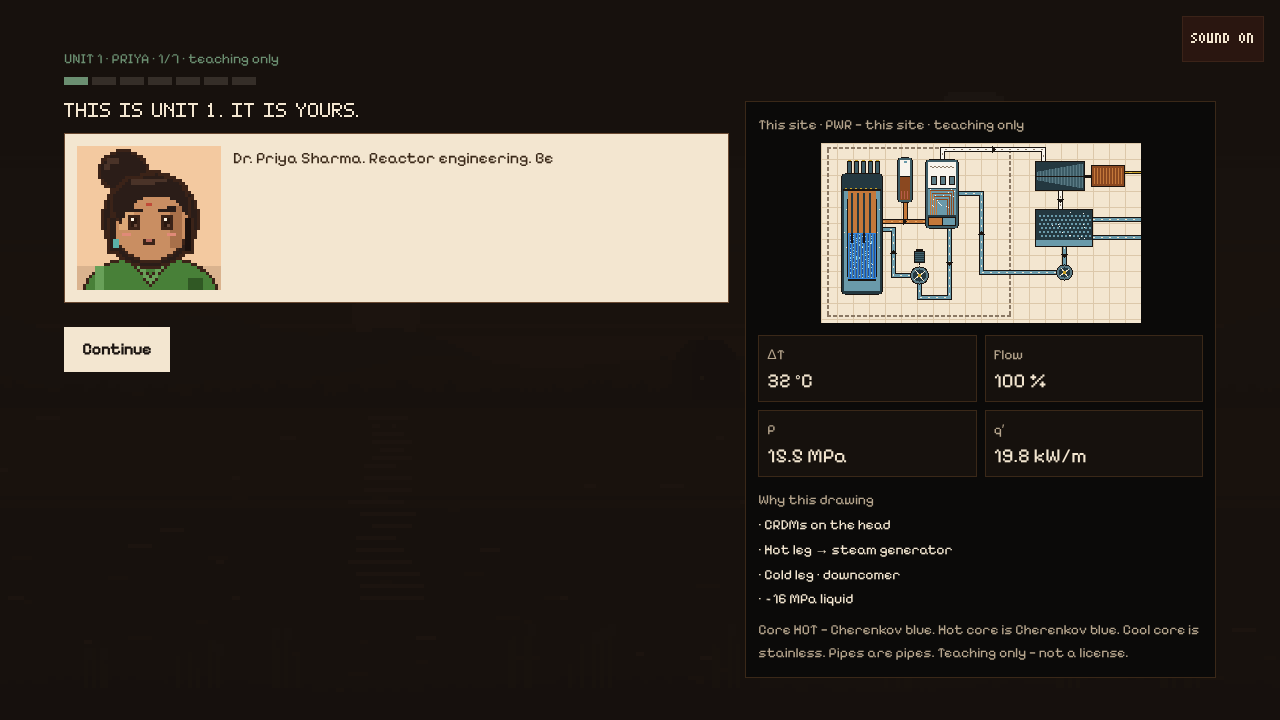 sound on
UNIT 1 · PRIYA · 1/7 · teaching only
THIS IS UNIT 1. IT IS YOURS.
Dr. Priya Sharma. Reactor engineering. Be
Continue
This site · PWR – this site · teaching only
ΔT
32 °C
Flow
100 %
P
15.5 MPa
q′
19.8 kW/m
Why this drawing
· CRDMs on the head
· Hot leg → steam generator
· Cold leg · downcomer
· ~16 MPa liquid
Core HOT – Cherenkov blue. Hot core is Cherenkov blue. Cool core is
stainless. Pipes are pipes. Teaching only – not a license.